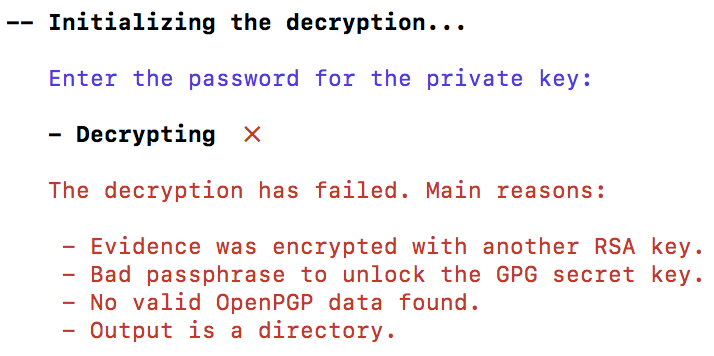 -- Initializing the decryption...
Enter the password for the private key:
- Decrypting ✕
The decryption has failed. Main reasons:
- Evidence was encrypted with another RSA key.
- Bad passphrase to unlock the GPG secret key.
- No valid OpenPGP data found.
- Output is a directory.